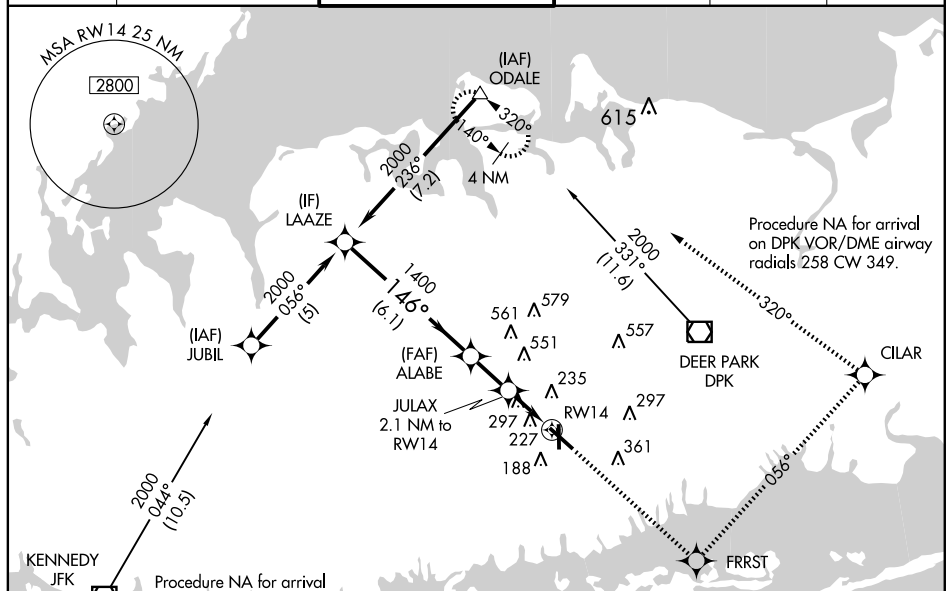 MSA RW14 25 NM
2800
(IAF)
ODALE
320°
140°
4 NM
615
2000
236°
(7.2)
(IF)
LAAZE
Procedure NA for arrival
on DPK VOR/DME airway
radials 258 CW 349.
2000
331°
(11.6)
2000
056°
(5)
1400
146°
(6.1)
320°
(IAF)
JUBIL
579
561
551
557
DEER PARK
DPK
CILAR
(FAF)
ALABE
235
JULAX
2.1 NM to
RW14
297
227
RW14
297
188
361
056°
2000
044°
(10.5)
FRRST
KENNEDY
JFK
Procedure NA for arrival